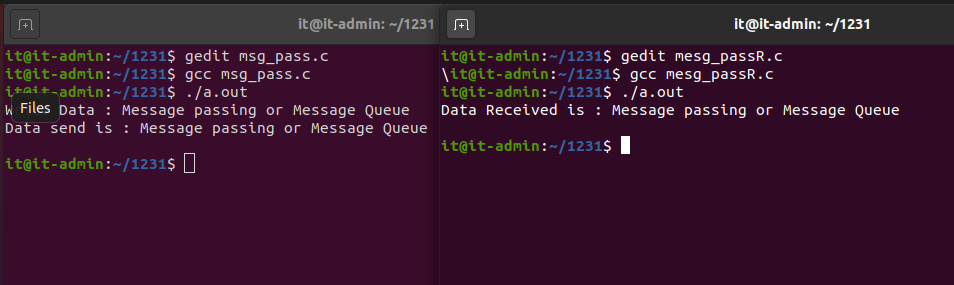 it@it-admin: ~/1231
it@it-admin:~/1231$ gedit msg_pass.c
it@it-admin:~/1231$ gcc msg_pass.c
it@it-admin:~/1231$ ./a.out
Data : Message passing or Message Queue
Files
Data send is : Message passing or Message Queue
it@it-admin:~/1231$
it@it-admin: ~/1231
it@it-admin:~/1231$ gedit mesg_passR.c
\it@it-admin:~/1231$ gcc mesg_passR.c
it@it-admin:~/1231$ ./a.out
Data Received is : Message passing or Message Queue
it@it-admin:~/1231$